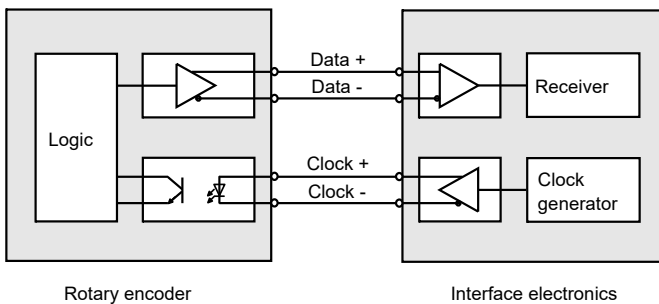 Data +
Data -
Receiver
Logic
Clock +
Clock -
Clock
generator
Rotary encoder
Interface electronics